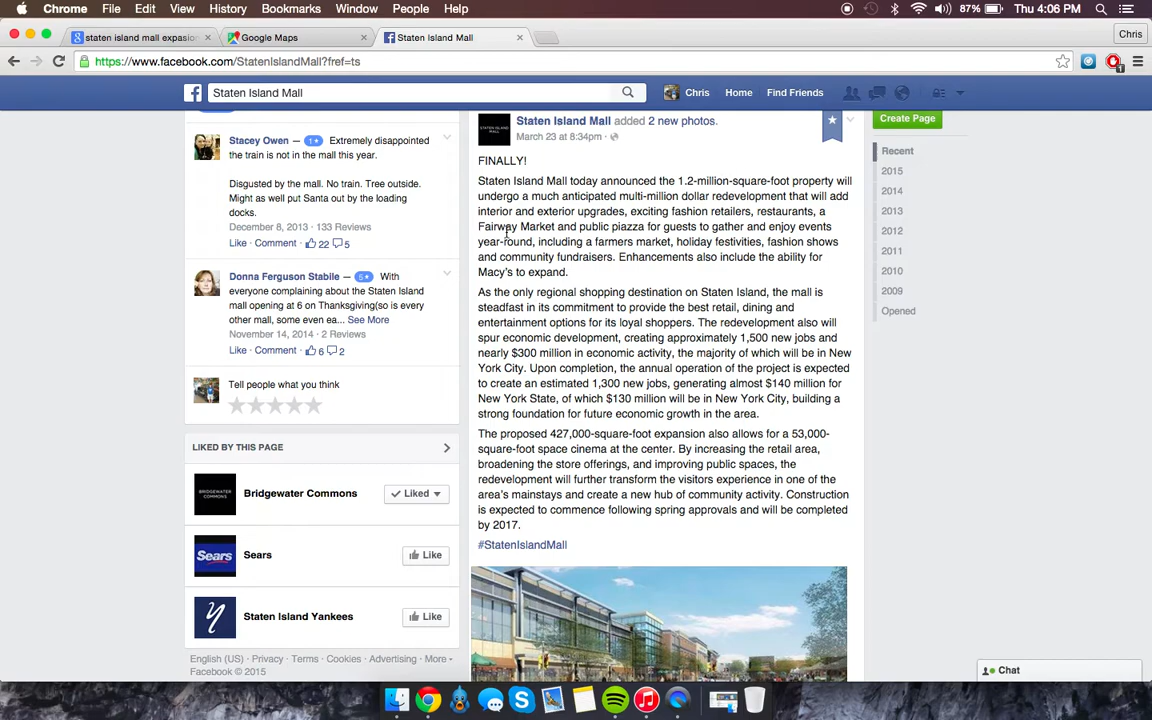 Chrome File Edit View History Bookmarks Window People Help 87% Thu 4:06 PM
staten island mall expasion
Google Maps
Staten Island Mall
Chris
https://www.facebook.com/StatenIslandMall?fref=ts
Staten Island Mall
Chris Home Find Friends
Stacey Owen — 1★ Extremely disappointed
the train is not in the mall this year.
Disgusted by the mall. No train. Tree outside.
Might as well put Santa out by the loading
docs.
December 8, 2013 · 133 Reviews
Like · Comment · 22 5
Donna Ferguson Stabile — 5★ With
everyone complaining about the Staten Island
mall opening at 6 on Thanksgiving(so is every
other mall, some even ea... See More
November 14, 2014 · 2 Reviews
Like · Comment · 6 2
Tell people what you think
LIKED BY THIS PAGE
BRIDGEWATER
COMMONS
Bridgewater Commons
Liked
Sears
Sears
Like
Staten Island Yankees
Like
English (US) · Privacy · Terms · Cookies · Advertising · More
Facebook © 2015
STATEN ISLAND
MALL
Staten Island Mall added 2 new photos.
March 23 at 8:34pm ·
FINALLY!
Staten Island Mall today announced the 1.2-million-square-foot property will
undergo a much anticipated multi-million dollar redevelopment that will add
interior and exterior upgrades, exciting fashion retailers, restaurants, a
Fairway Market and public piazza for guests to gather and enjoy events
year-round, including a farmers market, holiday festivities, fashion shows
and community fundraisers. Enhancements also include the ability for
Macy's to expand.
As the only regional shopping destination on Staten Island, the mall is
steadfast in its commitment to provide the best retail, dining and
entertainment options for its loyal shoppers. The redevelopment also will
spur economic development, creating approximately 1,500 new jobs and
nearly $300 million in economic activity, the majority of which will be in New
York City. Upon completion, the annual operation of the project is expected
to create an estimated 1,300 new jobs, generating almost $140 million for
New York State, of which $130 million will be in New York City, building a
strong foundation for future economic growth in the area.
The proposed 427,000-square-foot expansion also allows for a 53,000-
square-foot space cinema at the center. By increasing the retail area,
broadening the store offerings, and improving public spaces, the
redevelopment will further transform the visitors experience in one of the
area's mainstays and create a new hub of community activity. Construction
is expected to commence following spring approvals and will be completed
by 2017.
#StatenIslandMall
Create Page
Recent
2015
2014
2013
2012
2011
2010
2009
Opened
Chat